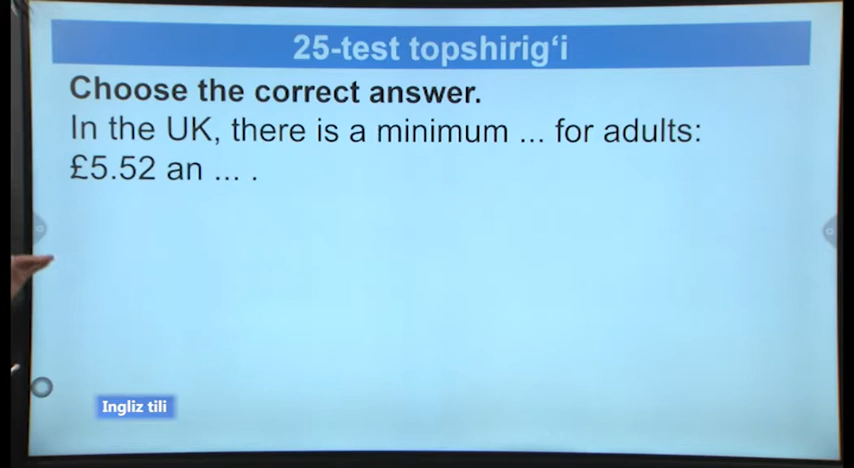 25-test topshirig‘i
Choose the correct answer.
In the UK, there is a minimum ... for adults:
£5.52 an ... .
Ingliz tili